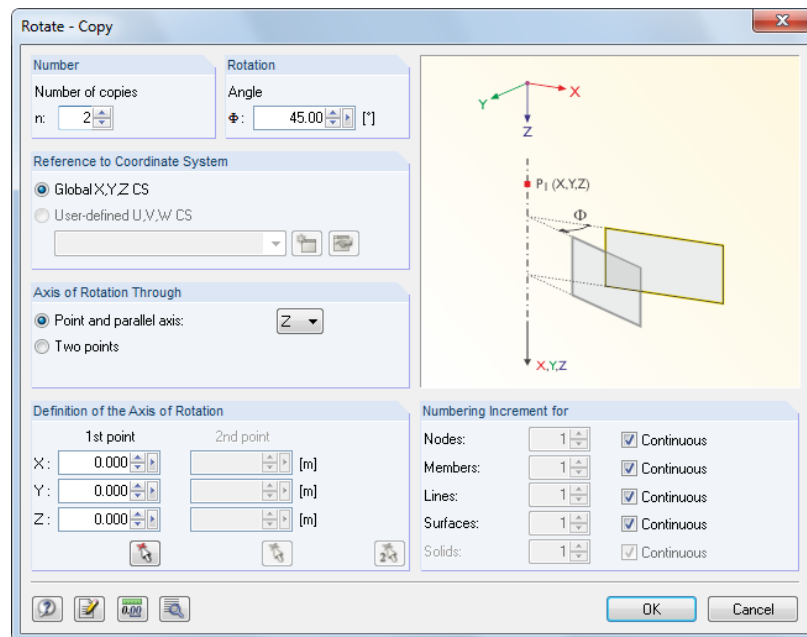 Rotate - Copy
Number
Number of copies
n: 2
Rotation
Angle
Φ: 45.00 [°]
Reference to Coordinate System
Global X,Y,Z CS
User-defined U,V,W CS
Axis of Rotation Through
Point and parallel axis: Z
Two points
X
Y
Z
P1 (X,Y,Z)
Φ
X,Y,Z
Definition of the Axis of Rotation
1st point 2nd point
X: 0.000 [m]
Y: 0.000 [m]
Z: 0.000 [m]
2
Numbering Increment for
Nodes: 1 Continuous
Members: 1 Continuous
Lines: 1 Continuous
Surfaces: 1 Continuous
Solids: 1 Continuous
0.00
OK
Cancel